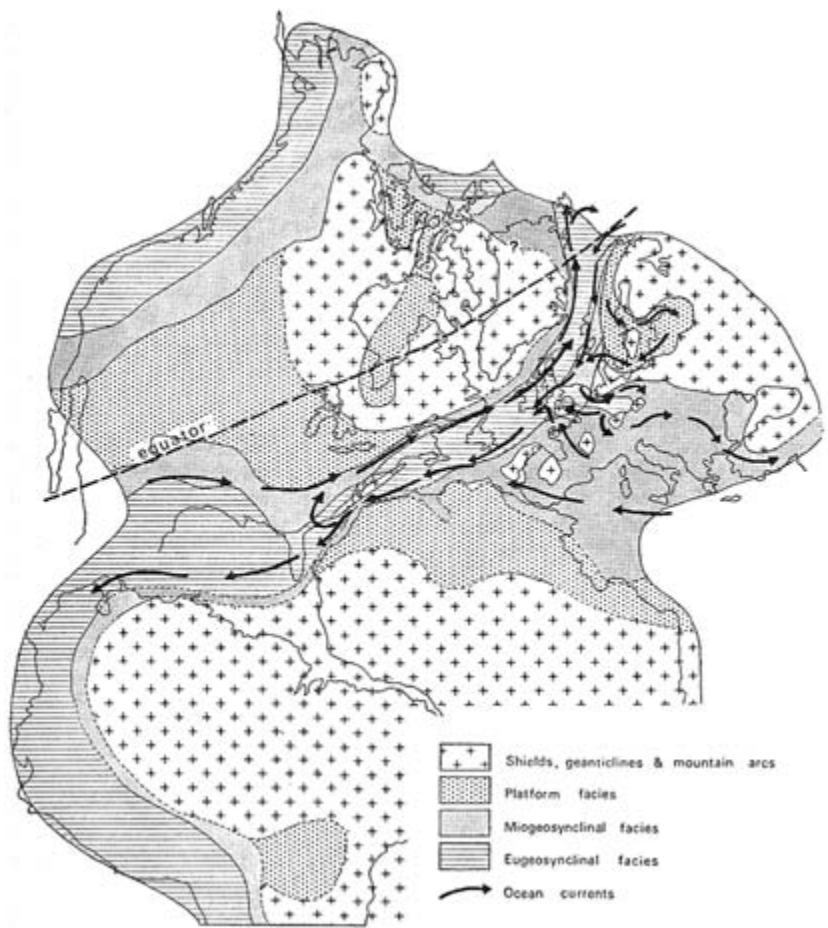 ?
equator
Shields, geanticlines & mountain arcs
Platform facies
Miogeosynclinal facies
Eugeosynclinal facies
Ocean currents